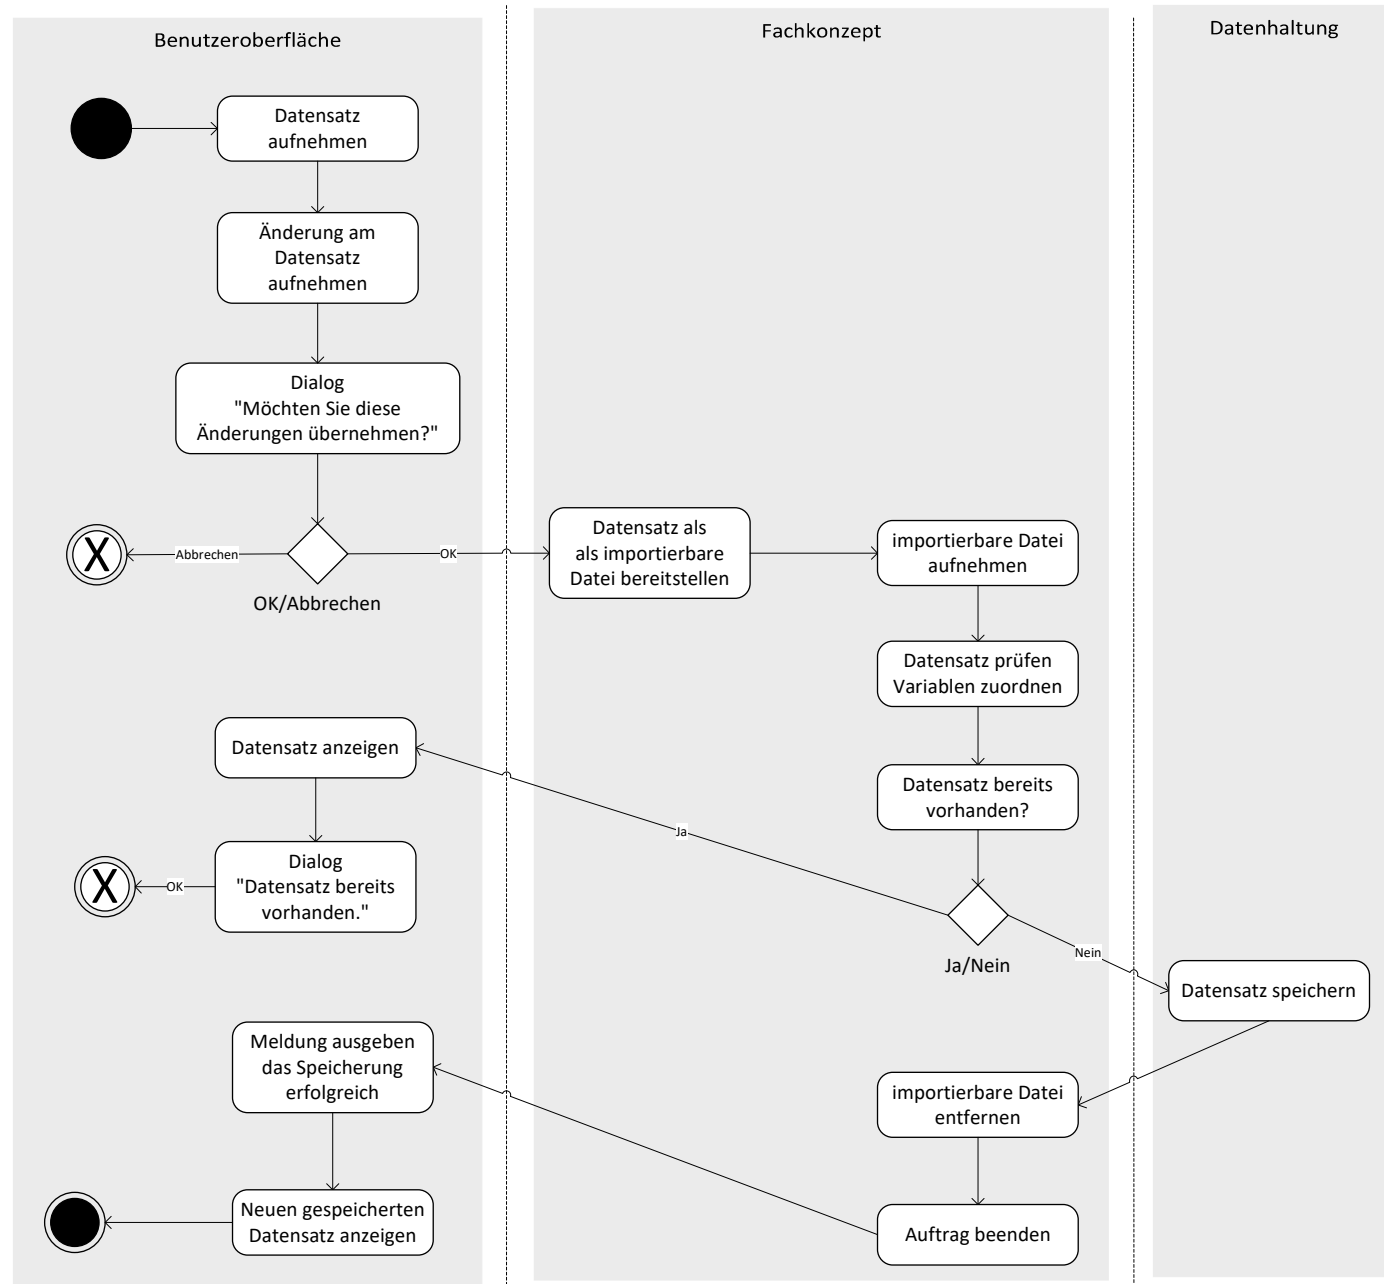 Benutzeroberfläche
Fachkonzept
Datenhaltung
Datensatz
aufnehmen
Änderung am
Datensatz
aufnehmen
Dialog
"Möchten Sie diese
Änderungen übernehmen?"
X
Abbrechen
OK/Abbrechen
OK
Datensatz als
als importierbare
Datei bereitstellen
importierbare Datei
aufnehmen
Datensatz prüfen
Variablen zuordnen
Datensatz bereits
vorhanden?
Ja
Datensatz anzeigen
Dialog
"Datensatz bereits
vorhanden."
OK
X
Ja/Nein
Nein
Datensatz speichern
importierbare Datei
entfernen
Auftrag beenden
Meldung ausgeben
das Speicherung
erfolgreich
Neuen gespeicherten
Datensatz anzeigen